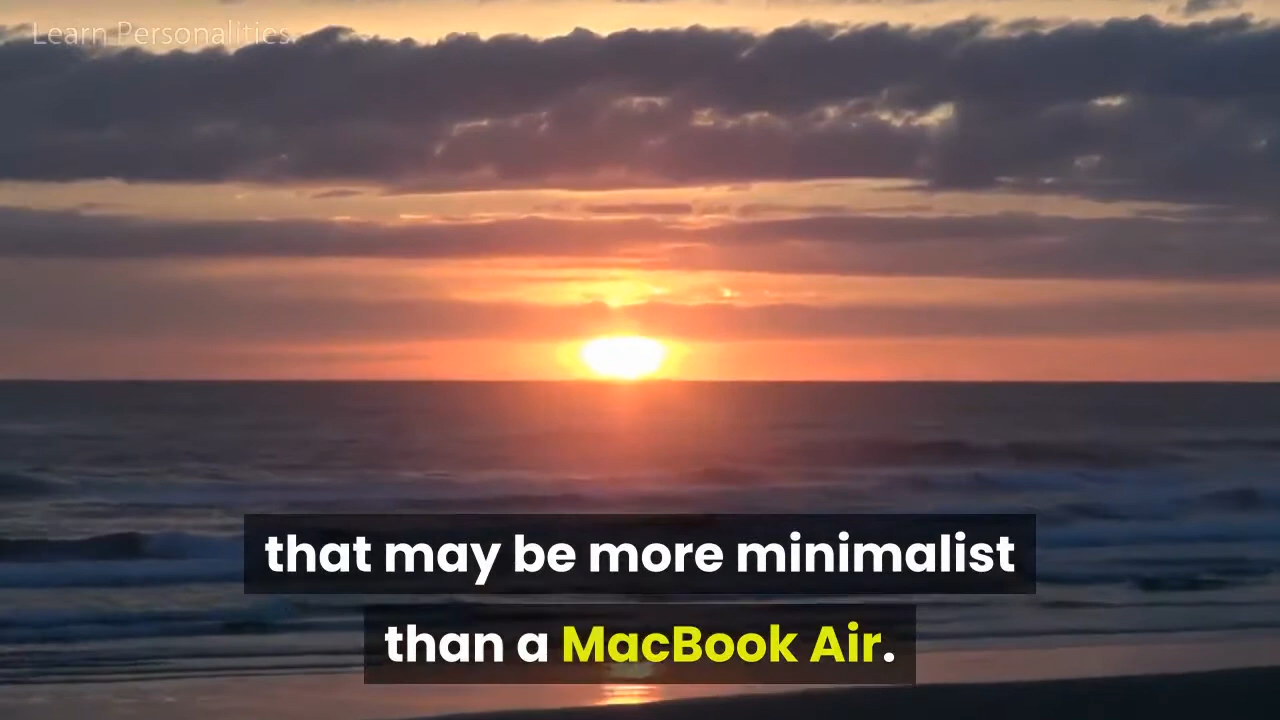 Learn Personalities.
that may be more minimalist
than a MacBook Air.